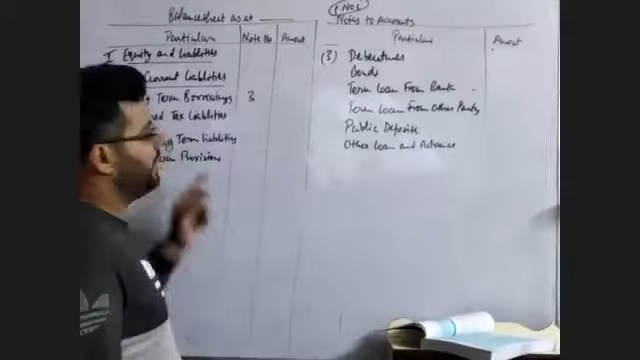 Balance Sheet as at
Particulars Note No Amount
I Equity and Liabilities
Current Liabilities
Term Borrowings 3
Tax Liabilities
Term Liabilities
Provisions
Notes to Accounts
Particulars Amount
(3) Debentures
Bonds
Term Loan From Bank
Term Loan From Other Party
Public Deposits
Other Loan and Advance